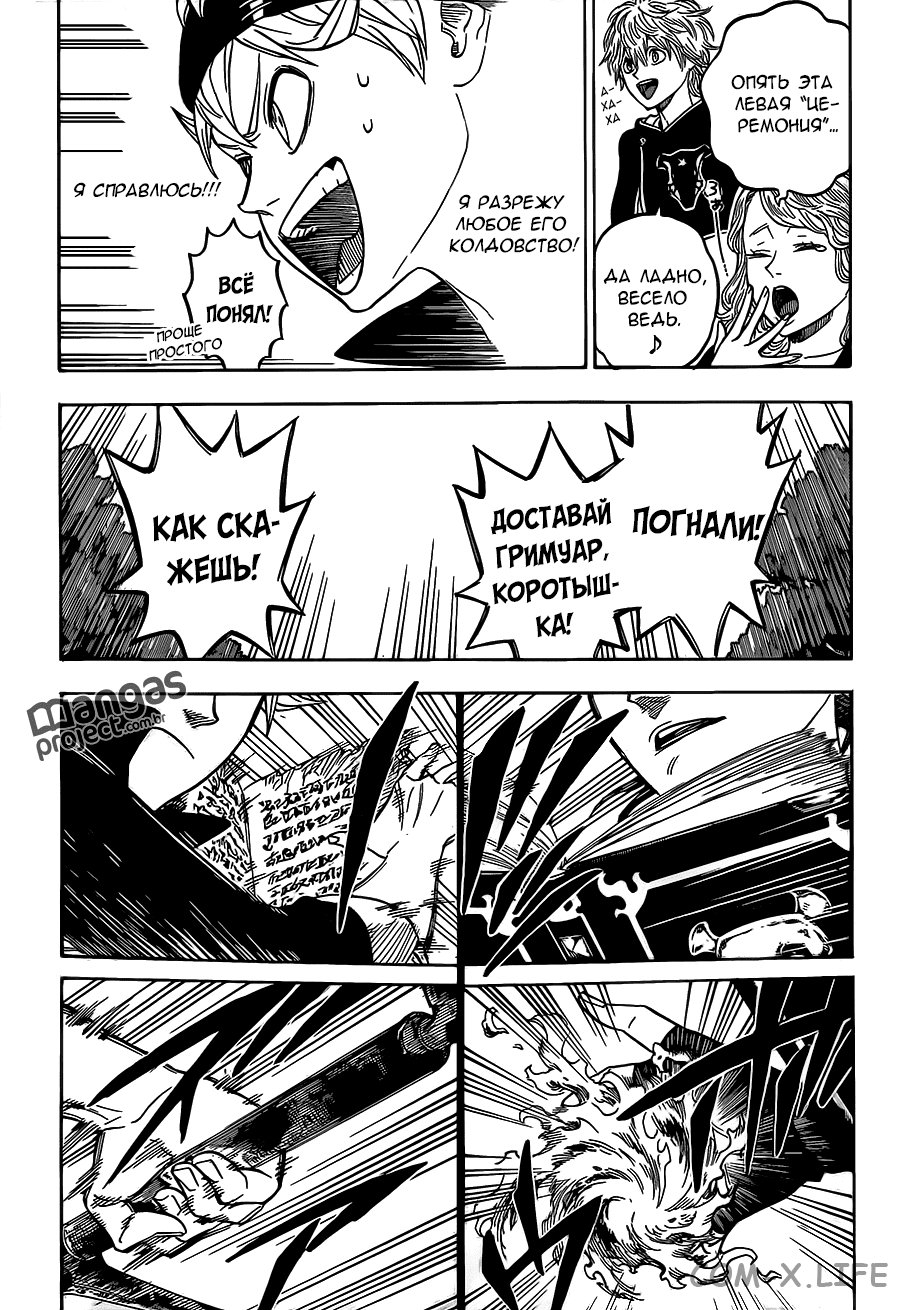 ОПЯТЬ ЭТА
ЛЕВАЯ "ЦЕ-
РЕМОНИЯ"...
А-
ХА-
ХА
ДА ЛАДНО,
ВЕСЕЛО
ВЕДЬ.
♪
Я РАЗРЕЖУ
ЛЮБОЕ ЕГО
КОЛДОВСТВО!
Я СПРАВЛЮСЬ!!!
ВСЁ
ПОНЯЛ!
ПРОЩЕ
ПРОСТОГО
ПОГНАЛИ!
ДОСТАВАЙ
ГРИМУАР,
КОРОТЫШ-
КА!
КАК СКА-
ЖЕШЬ!
mangas
project.com.br
COM-X.LIFE